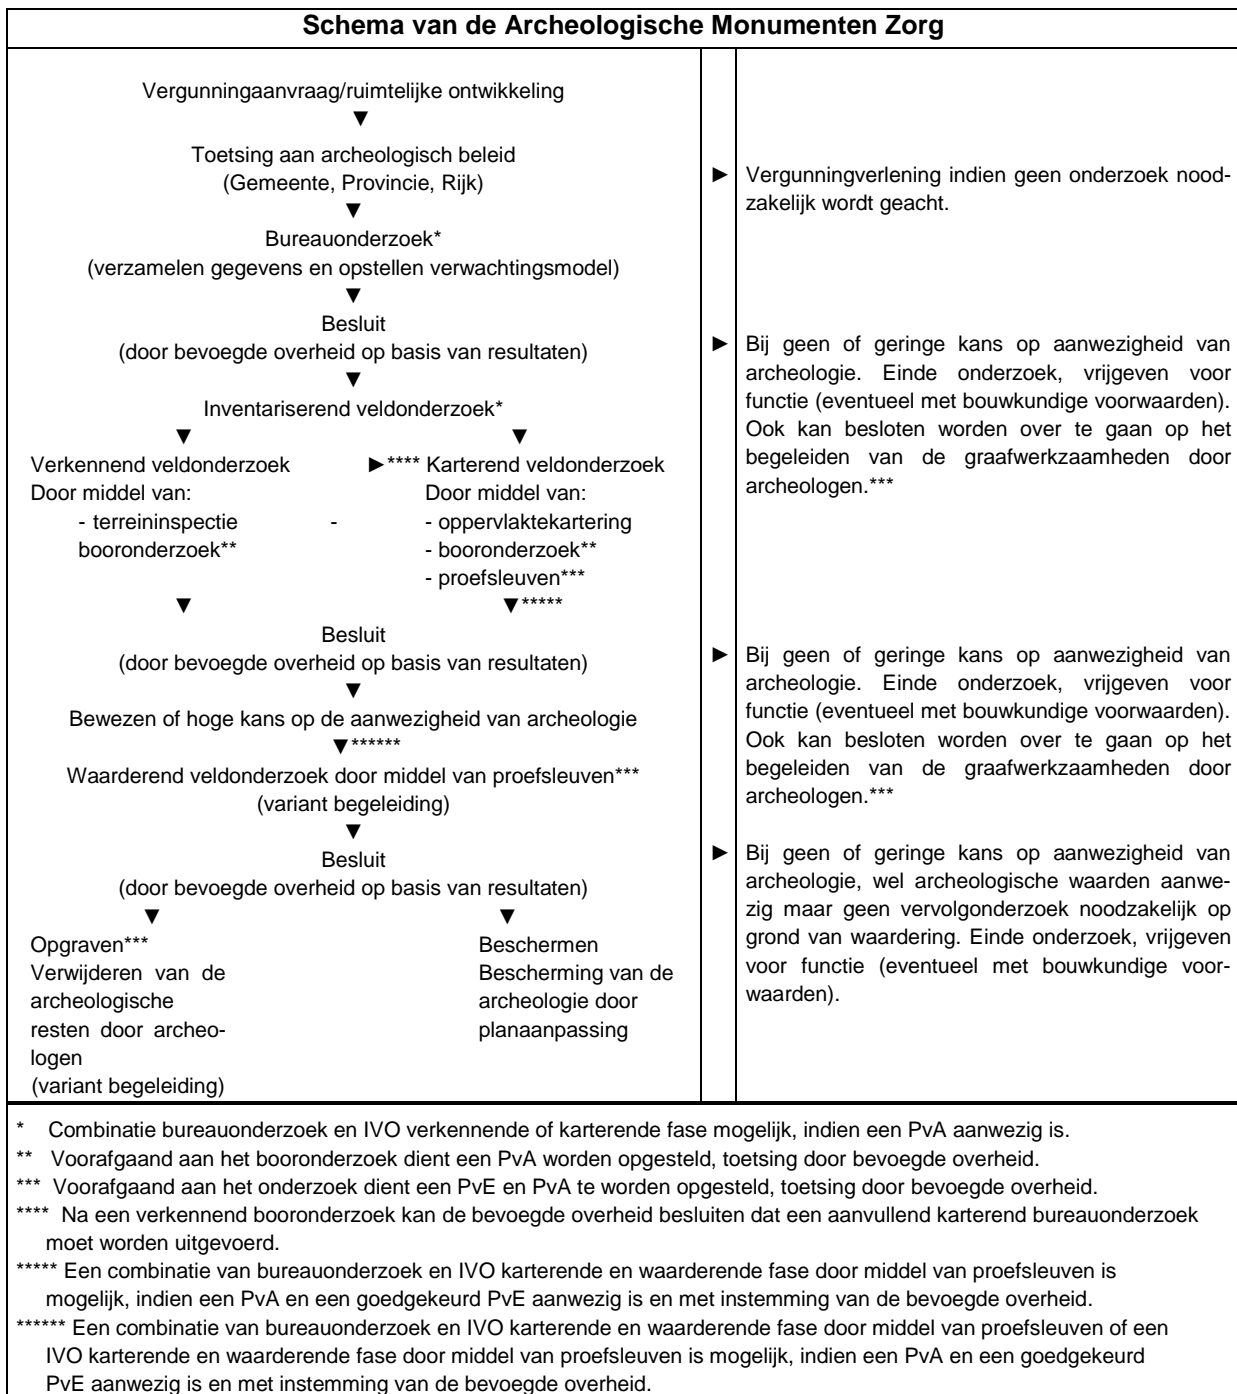 Schema van de Archeologische Monumenten Zorg
Vergunningaanvraag/ruimtelijke ontwikkeling
▼
Toetsing aan archeologisch beleid
(Gemeente, Provincie, Rijk)
▼
Bureauonderzoek*
(verzamelen gegevens en opstellen verwachtingsmodel)
▼
Besluit
(door bevoegde overheid op basis van resultaten)
▼
Inventariserend veldonderzoek*
▼ ▼
Verkennend veldonderzoek ►**** Karterend veldonderzoek
Door middel van: Door middel van:
- terreininspectie - - oppervlaktekartering
booronderzoek** - booronderzoek**
- proefsleuven***
▼ ▼*****
Besluit
(door bevoegde overheid op basis van resultaten)
▼
Bewezen of hoge kans op de aanwezigheid van archeologie
▼******
Waarderend veldonderzoek door middel van proefsleuven***
(variant begeleiding)
▼
Besluit
(door bevoegde overheid op basis van resultaten)
▼ ▼
Opgraven***
Verwijderen van de
archeologische
resten door archeo-
logen
(variant begeleiding)
Beschermen
Bescherming van de
archeologie door
planaanpassing
► Vergunningverlening indien geen onderzoek nood-
zakelijk wordt geacht.
► Bij geen of geringe kans op aanwezigheid van
archeologie. Einde onderzoek, vrijgeven voor
functie (eventueel met bouwkundige voorwaarden).
Ook kan besloten worden over te gaan op het
begeleiden van de graafwerkzaamheden door
archeologen.***
► Bij geen of geringe kans op aanwezigheid van
archeologie. Einde onderzoek, vrijgeven voor
functie (eventueel met bouwkundige voorwaarden).
Ook kan besloten worden over te gaan op het
begeleiden van de graafwerkzaamheden door
archeologen.***
► Bij geen of geringe kans op aanwezigheid van
archeologie, wel archeologische waarden aanwe-
zig maar geen vervolgonderzoek noodzakelijk op
grond van waardering. Einde onderzoek, vrijgeven
voor functie (eventueel met bouwkundige voor-
waarden).
* Combinatie bureauonderzoek en IVO verkennende of karterende fase mogelijk, indien een PvA aanwezig is.
** Voorafgaand aan het booronderzoek dient een PvA worden opgesteld, toetsing door bevoegde overheid.
*** Voorafgaand aan het onderzoek dient een PvE en PvA te worden opgesteld, toetsing door bevoegde overheid.
**** Na een verkennend booronderzoek kan de bevoegde overheid besluiten dat een aanvullend karterend bureauonderzoek
moet worden uitgevoerd.
***** Een combinatie van bureauonderzoek en IVO karterende en waarderende fase door middel van proefsleuven is
mogelijk, indien een PvA en een goedgekeurd PvE aanwezig is en met instemming van de bevoegde overheid.
****** Een combinatie van bureauonderzoek en IVO karterende en waarderende fase door middel van proefsleuven of een
IVO karterende en waarderende fase door middel van proefsleuven is mogelijk, indien een PvA en een goedgekeurd
PvE aanwezig is en met instemming van de bevoegde overheid.